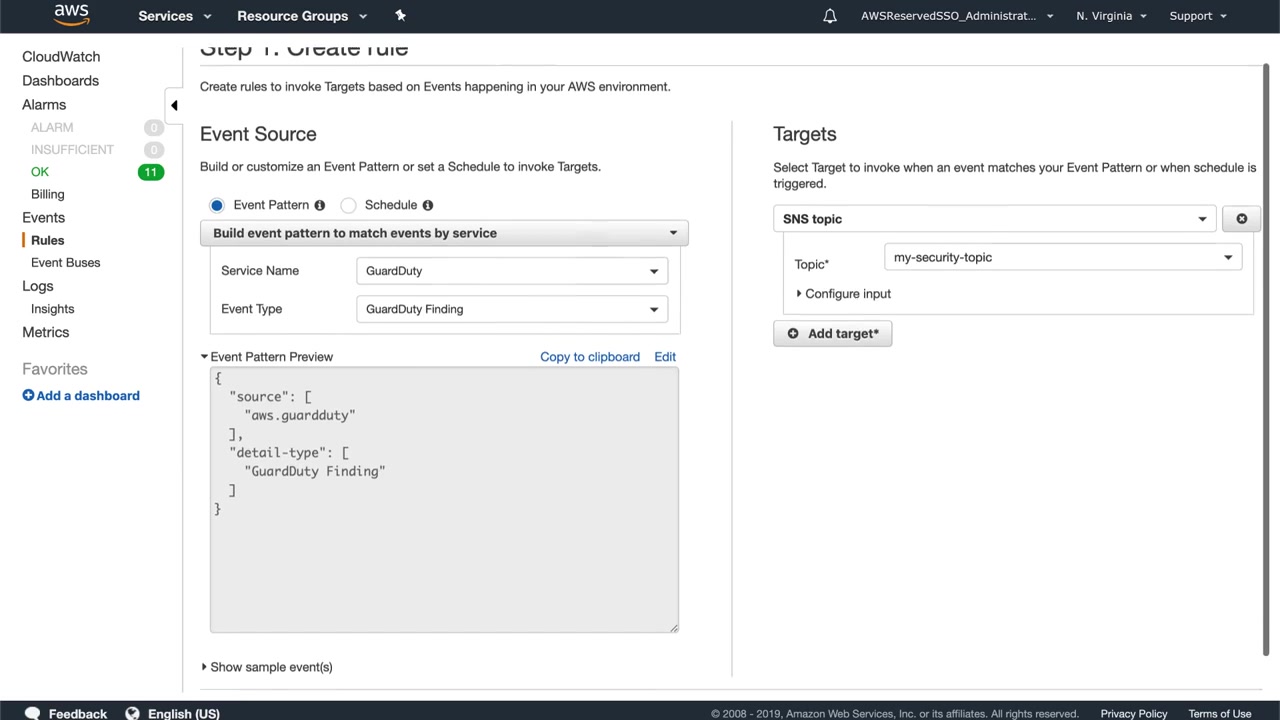 aws
Services
Resource Groups
AWSReservedSSO_Administrat...
N. Virginia
Support
CloudWatch
Dashboards
Alarms
ALARM 0
INSUFFICIENT 0
OK 11
Billing
Events
Rules
Event Buses
Logs
Insights
Metrics
Favorites
Add a dashboard
Step 1: Create rule
Create rules to invoke Targets based on Events happening in your AWS environment.
Event Source
Build or customize an Event Pattern or set a Schedule to invoke Targets.
Event Pattern
Schedule
Build event pattern to match events by service
Service Name
GuardDuty
Event Type
GuardDuty Finding
Event Pattern Preview
Copy to clipboard
Edit
{
"source": [
"aws.guardduty"
],
"detail-type": [
"GuardDuty Finding"
]
}
Show sample event(s)
Targets
Select Target to invoke when an event matches your Event Pattern or when schedule is
triggered.
SNS topic
Topic*
my-security-topic
Configure input
Add target*
Feedback
English (US)
© 2008 - 2019, Amazon Web Services, Inc. or its affiliates. All rights reserved.
Privacy Policy
Terms of Use